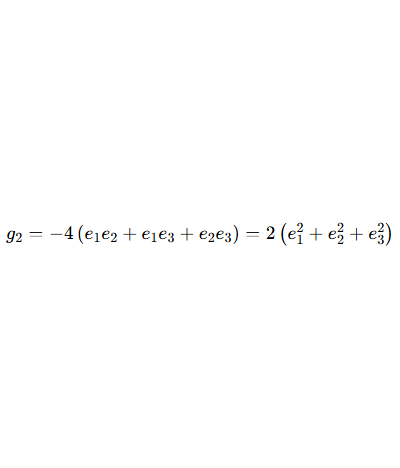 g₂ = −4 (e₁e₂ + e₁e₃ + e₂e₃) = 2 (e₁² + e₂² + e₃²)